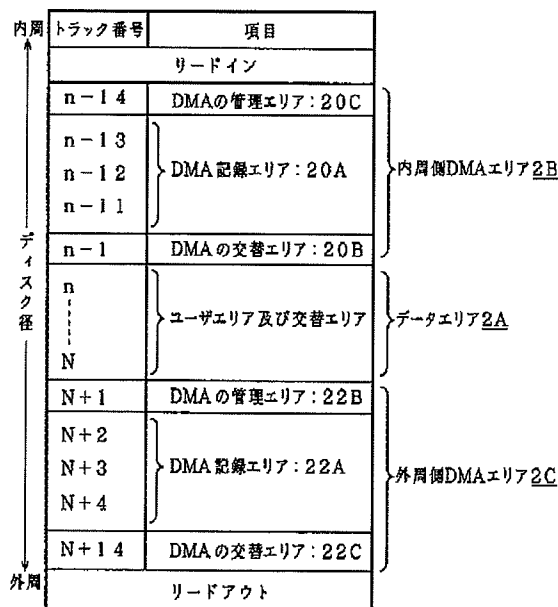 内周 トラック番号 項目
リードイン
n-14 DMAの管理エリア:20C
n-13
n-12 DMA記録エリア:20A 内周側DMAエリア2B
n-11
n-1 DMAの交替エリア:20B
n
ユーザエリア及び交替エリア データエリア2A
N
N+1 DMAの管理エリア:22B
N+2
N+3 DMA記録エリア:22A 外周側DMAエリア2C
N+4
N+14 DMAの交替エリア:22C
外周 リードアウト
ディスク径